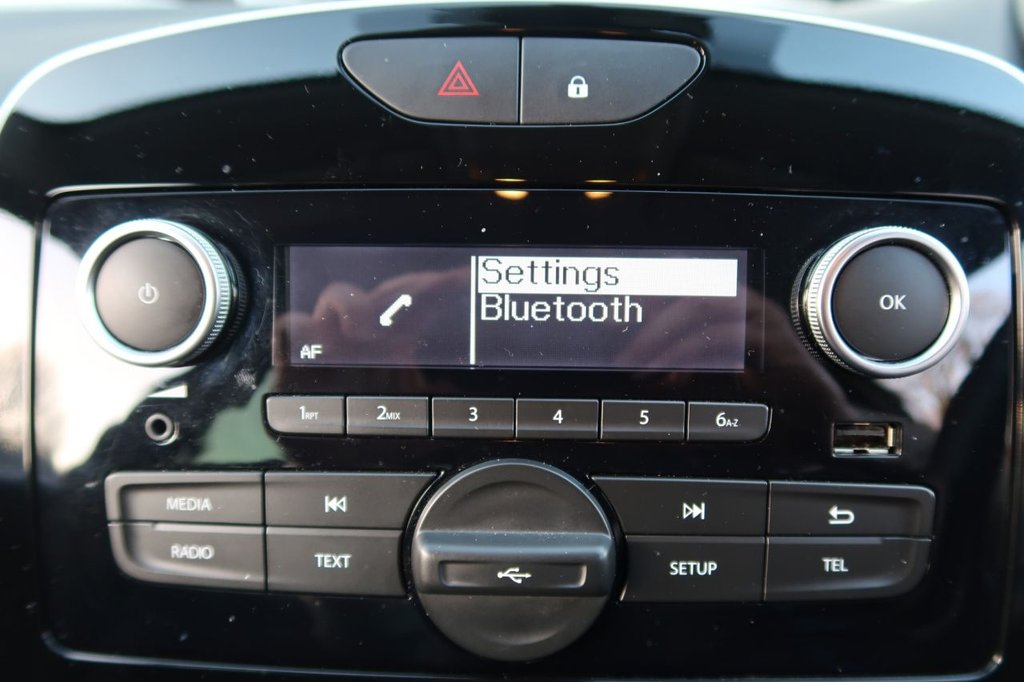 Settings
Bluetooth
AF
OK
1RPT 2MIX 3 4 5 6A-Z
MEDIA
RADIO TEXT SETUP TEL